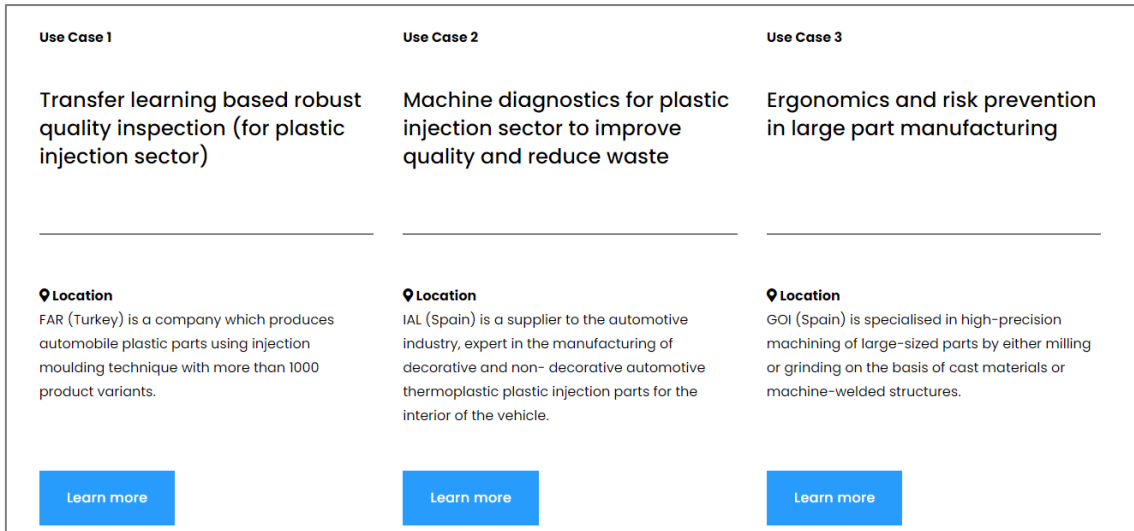 Use Case 1
Transfer learning based robust
quality inspection (for plastic
injection sector)
Location
FAR (Turkey) is a company which produces
automobile plastic parts using injection
moulding technique with more than 1000
product variants.
Learn more
Use Case 2
Machine diagnostics for plastic
injection sector to improve
quality and reduce waste
Location
IAL (Spain) is a supplier to the automotive
industry, expert in the manufacturing of
decorative and non- decorative automotive
thermoplastic plastic injection parts for the
interior of the vehicle.
Learn more
Use Case 3
Ergonomics and risk prevention
in large part manufacturing
Location
GOI (Spain) is specialised in high-precision
machining of large-sized parts by either milling
or grinding on the basis of cast materials or
machine-welded structures.
Learn more